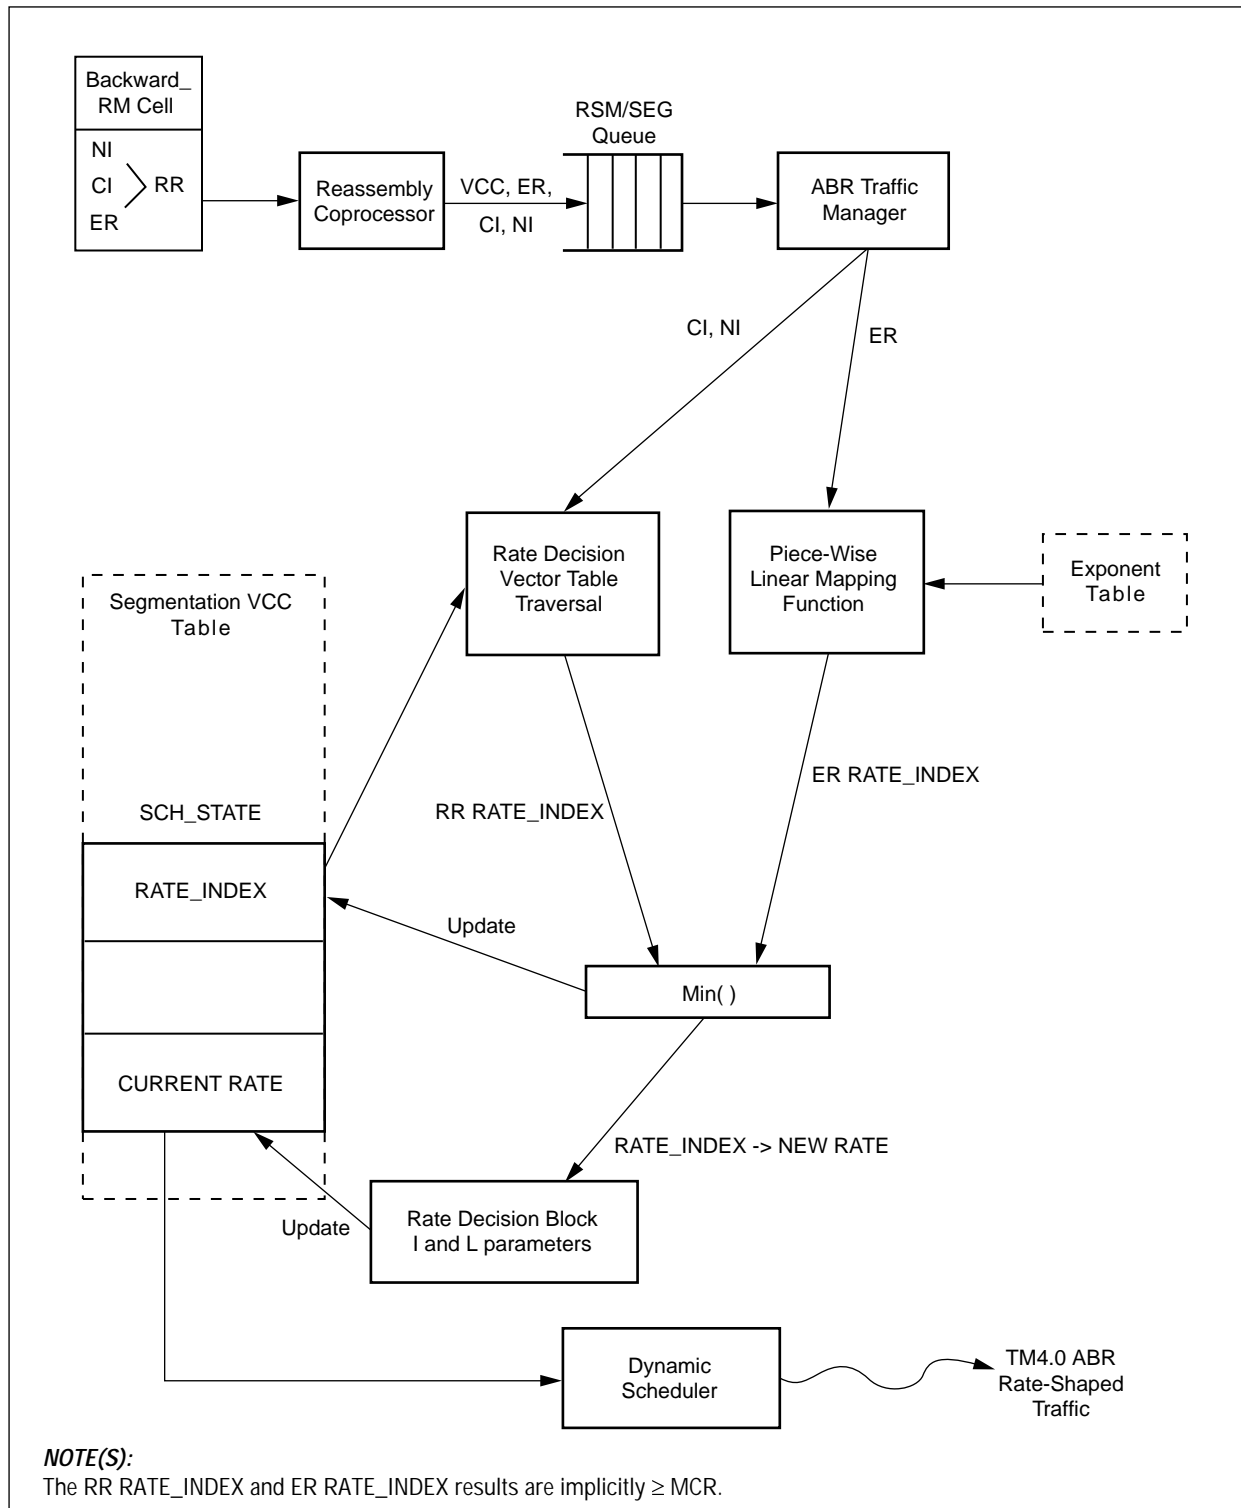 Backward_
RM Cell
NI
CI
RR
ER
Reassembly
Coprocessor
VCC, ER,
CI, NI
RSM/SEG
Queue
ABR Traffic
Manager
CI, NI
ER
Rate Decision
Vector Table
Traversal
Piece-Wise
Linear Mapping
Function
Exponent
Table
Segmentation VCC
Table
SCH_STATE
RATE_INDEX
CURRENT RATE
RR RATE_INDEX
ER RATE_INDEX
Update
Min( )
RATE_INDEX -> NEW RATE
Update
Rate Decision Block
I and L parameters
Dynamic
Scheduler
TM4.0 ABR
Rate-Shaped
Traffic
NOTE(S):
The RR RATE_INDEX and ER RATE_INDEX results are implicitly ≥ MCR.